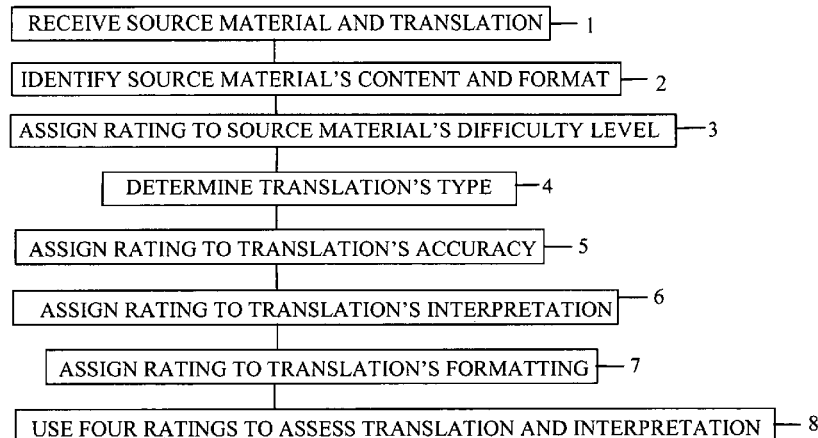 RECEIVE SOURCE MATERIAL AND TRANSLATION 1
IDENTIFY SOURCE MATERIAL'S CONTENT AND FORMAT 2
ASSIGN RATING TO SOURCE MATERIAL'S DIFFICULTY LEVEL 3
DETERMINE TRANSLATION'S TYPE 4
ASSIGN RATING TO TRANSLATION'S ACCURACY 5
ASSIGN RATING TO TRANSLATION'S INTERPRETATION 6
ASSIGN RATING TO TRANSLATION'S FORMATTING 7
USE FOUR RATINGS TO ASSESS TRANSLATION AND INTERPRETATION 8